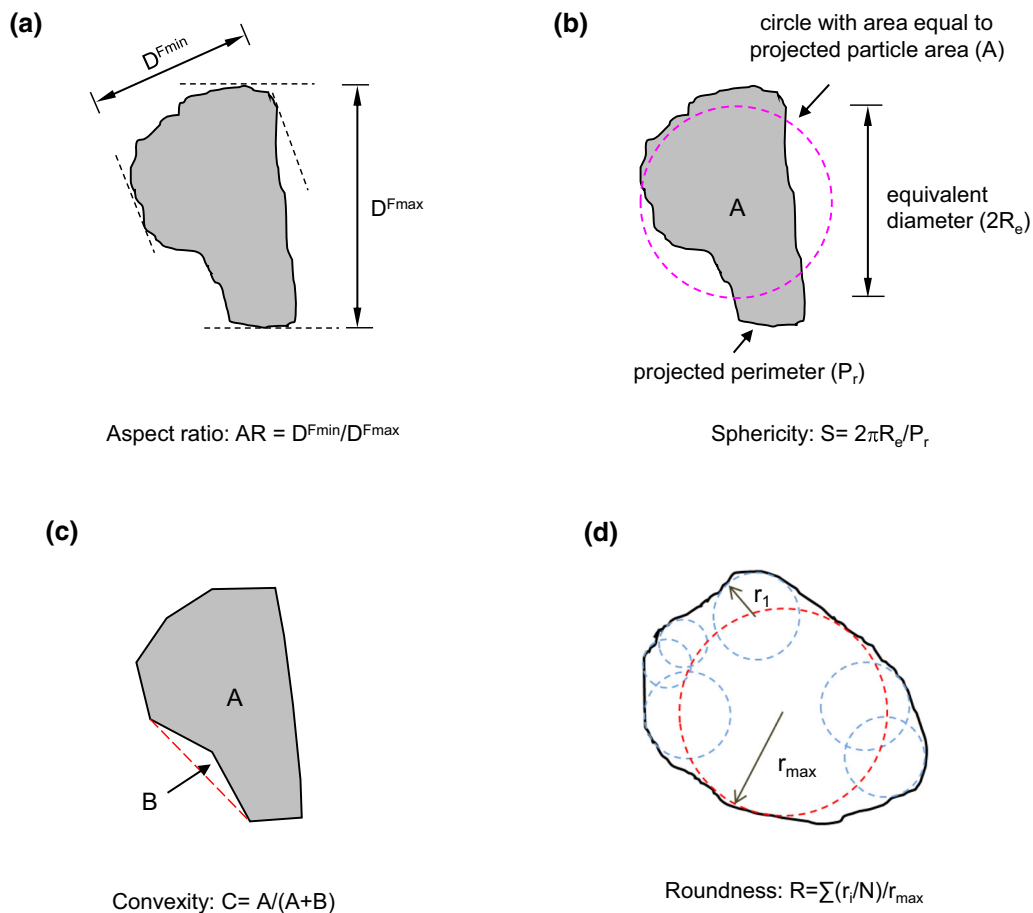 (a)
D^Fmin
D^Fmax
Aspect ratio: AR = D^Fmin/D^Fmax
(b)
circle with area equal to
projected particle area (A)
A
equivalent
diameter (2R_e)
projected perimeter (P_r)
Sphericity: S= 2πR_e/P_r
(c)
A
B
Convexity: C= A/(A+B)
(d)
r_1
r_max
Roundness: R=∑(r_i/N)/r_max